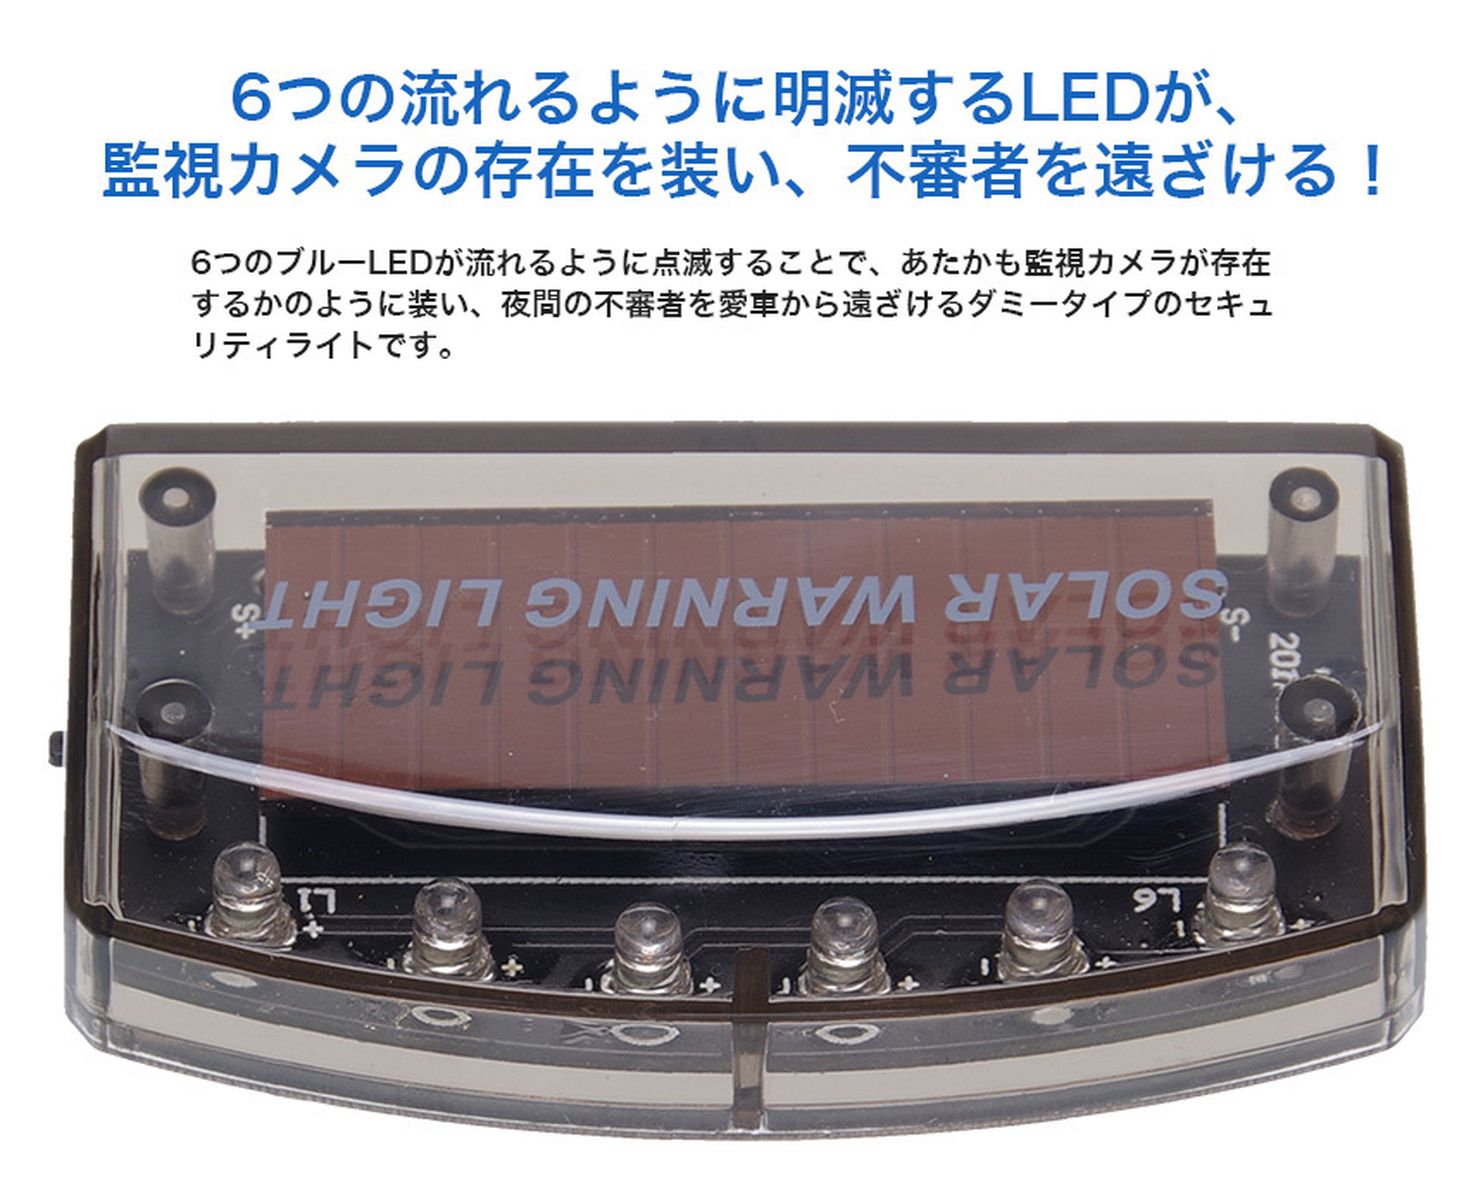 6つの流れるように明滅するLEDが、
監視カメラの存在を装い、不審者を遠ざける！
6つのブルーLEDが流れるように点滅することで、あたかも監視カメラが存在
するかのように装い、夜間の不審者を愛車から遠ざけるダミータイプのセキュ
リティライトです。
SOLAR WARNING LIGHT
S+
S-
L1
L6